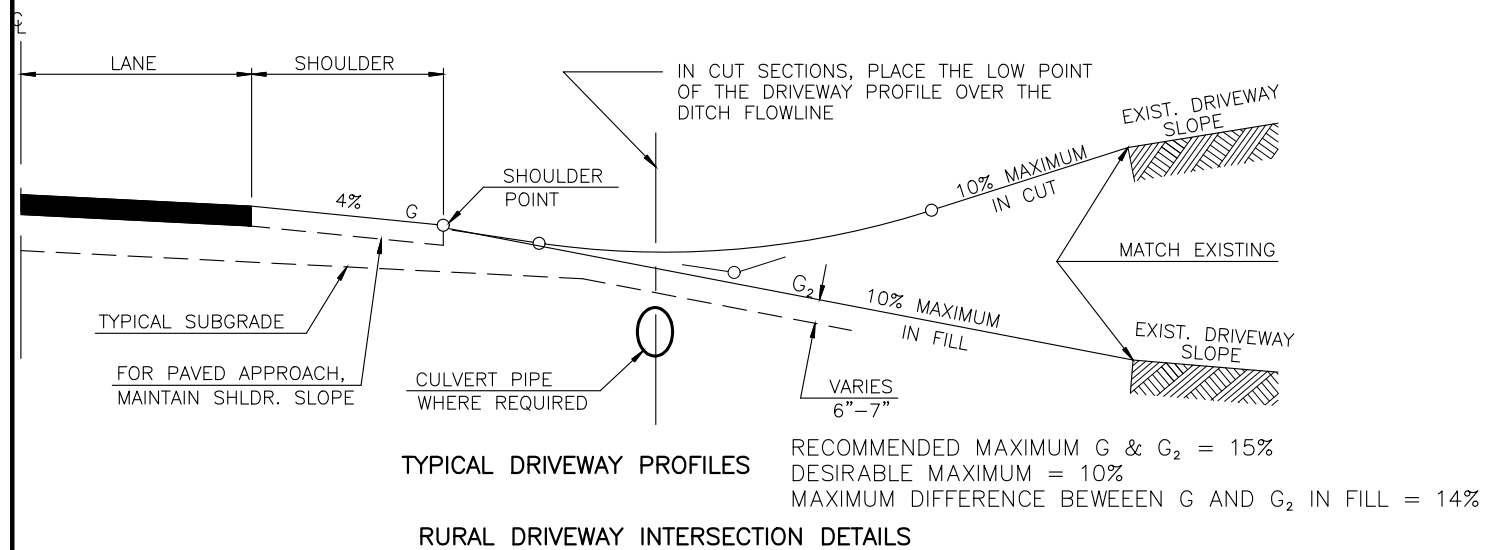 ℄
LANE
SHOULDER
IN CUT SECTIONS, PLACE THE LOW POINT
OF THE DRIVEWAY PROFILE OVER THE
DITCH FLOWLINE
EXIST. DRIVEWAY
SLOPE
SHOULDER
POINT
4%
G
10% MAXIMUM
IN CUT
MATCH EXISTING
G₂
10% MAXIMUM
IN FILL
TYPICAL SUBGRADE
EXIST. DRIVEWAY
SLOPE
FOR PAVED APPROACH,
MAINTAIN SHLDR. SLOPE
CULVERT PIPE
WHERE REQUIRED
VARIES
6"-7"
TYPICAL DRIVEWAY PROFILES
RECOMMENDED MAXIMUM G & G₂ = 15%
DESIRABLE MAXIMUM = 10%
MAXIMUM DIFFERENCE BEWEEEN G AND G₂ IN FILL = 14%
RURAL DRIVEWAY INTERSECTION DETAILS